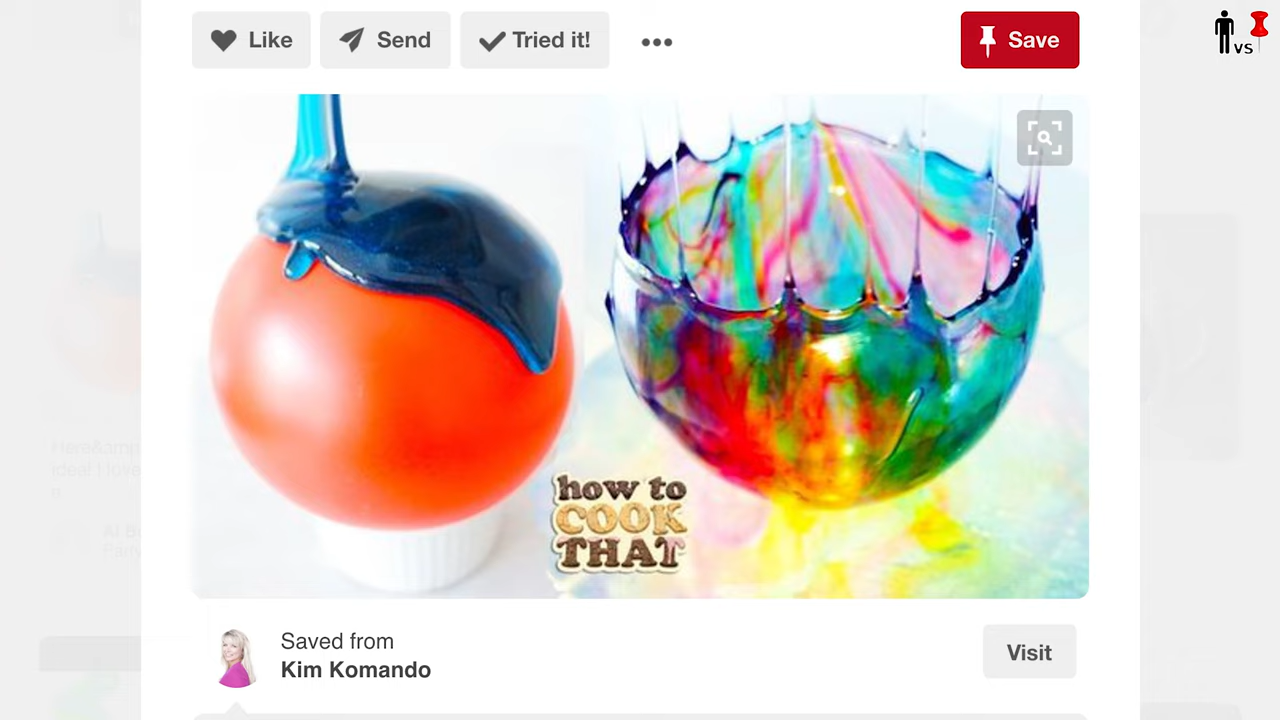 Like
Send
Tried it!
Save
vs
how to
COOK
THAT
Saved from
Kim Komando
Visit